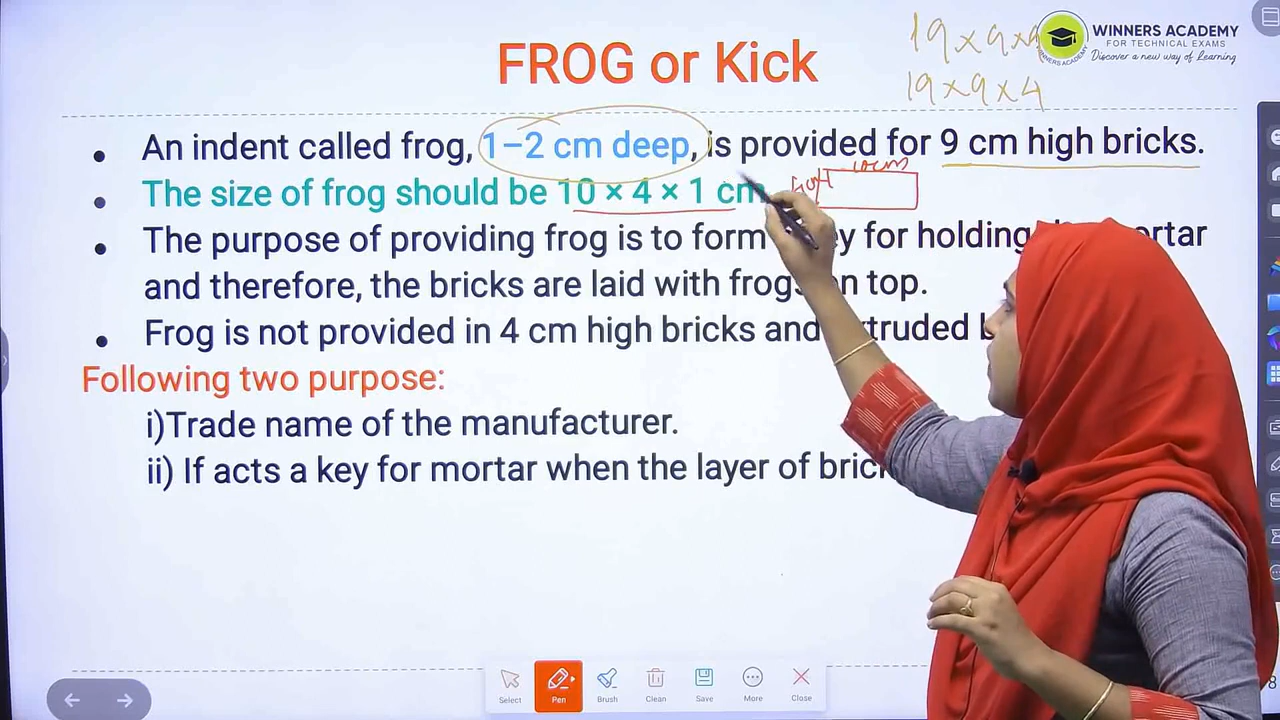 19×9×9
WINNERS ACADEMY
FOR TECHNICAL EXAMS
Discover a new way of Learning
19×9×4
FROG or Kick
• An indent called frog, 1–2 cm deep, is provided for 9 cm high bricks.
10cm
• The size of frog should be 10 × 4 × 1 cm
• The purpose of providing frog is to form for holding
and therefore, the bricks are laid with frogs on top.
• Frog is not provided in 4 cm high bricks and
Following two purpose:
i)Trade name of the manufacturer.
ii) If acts a key for mortar when the layer of
Select Pen Brush Clean Save More Close